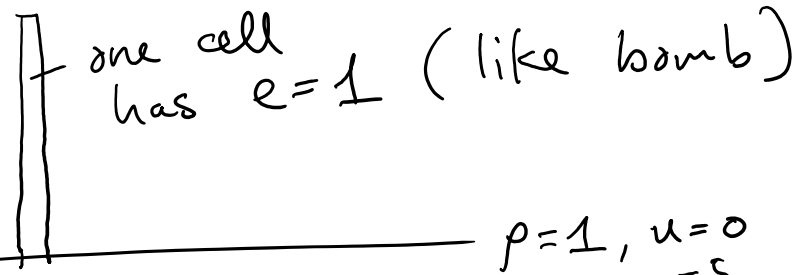 one cell
has e=1 (like bomb)
ρ=1, u=0